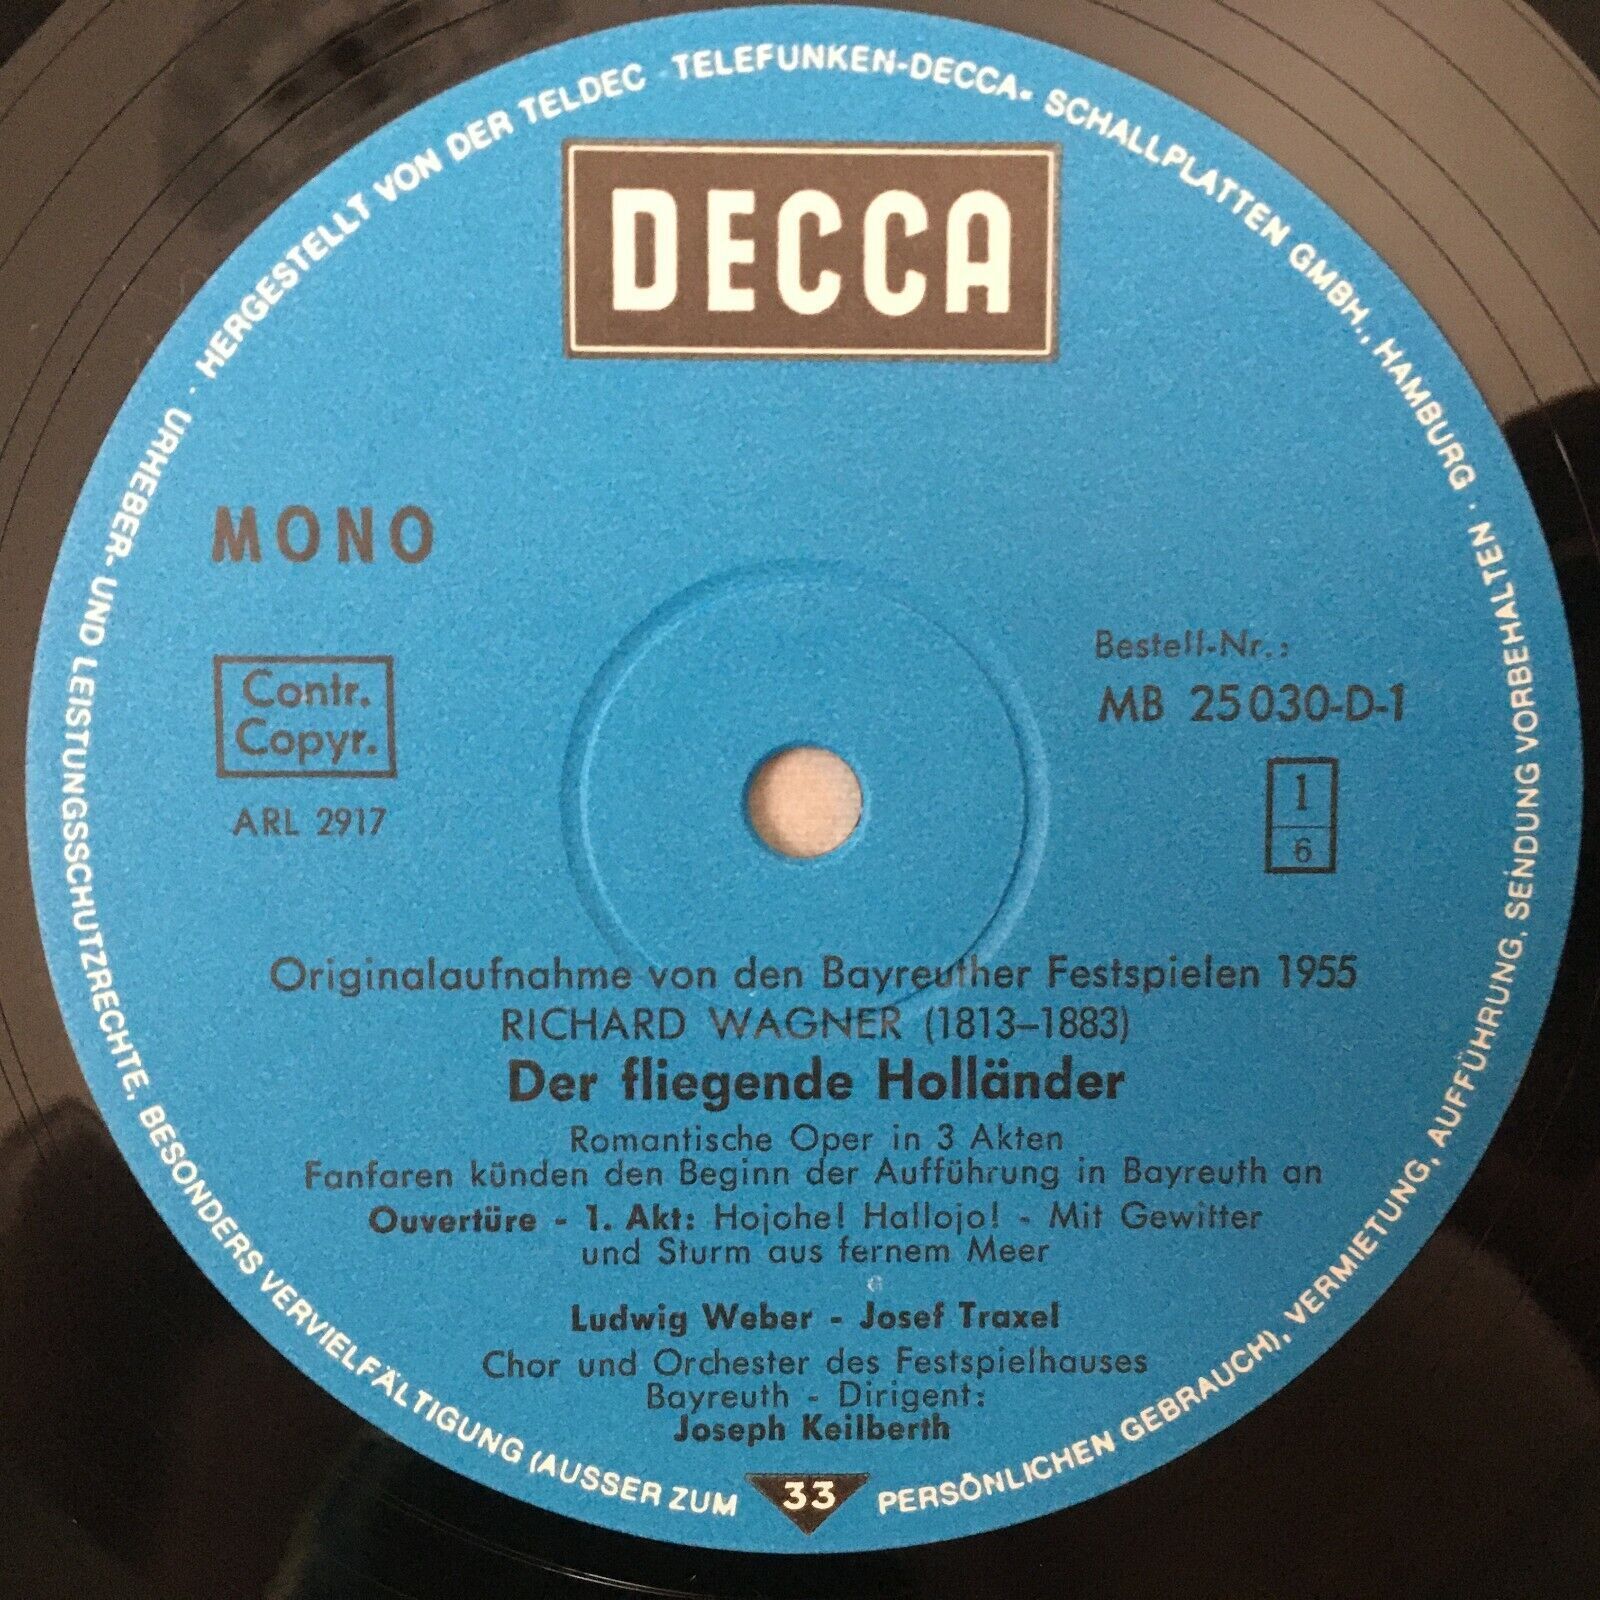 HERGESTELLT VON DER TELDEC · TELEFUNKEN-DECCA- SCHALLPLATTEN GMBH., HAMBURG ·
URHEBER- UND LEISTUNGSSCHUTZRECHTE, BESONDERS VERVIELFÄLTIGUNG (AUSSER ZUM PERSÖNLICHEN GEBRAUCH), VERMIETUNG, AUFFÜHRUNG, SENDUNG VORBEHALTEN ·
DECCA
MONO
Bestell-Nr.:
MB 25 030-D-1
Contr.
Copyr.
ARL 2917
1
6
Originalaufnahme von den Bayreuther Festspielen 1955
RICHARD WAGNER (1813–1883)
Der fliegende Holländer
Romantische Oper in 3 Akten
Fanfaren künden den Beginn der Aufführung in Bayreuth an
Ouvertüre - 1. Akt: Hojohe! Hallojo! - Mit Gewitter
und Sturm aus fernem Meer
Ludwig Weber - Josef Traxel
Chor und Orchester des Festspielhauses
Bayreuth - Dirigent:
Joseph Keilberth
33